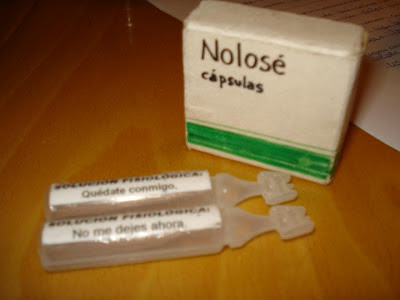 Nolosé
cápsulas
SOLUCIÓN FISIOLÓGICA:
Quédate conmigo.
SOLUCIÓN FISIOLÓGICA:
No me dejes ahora.